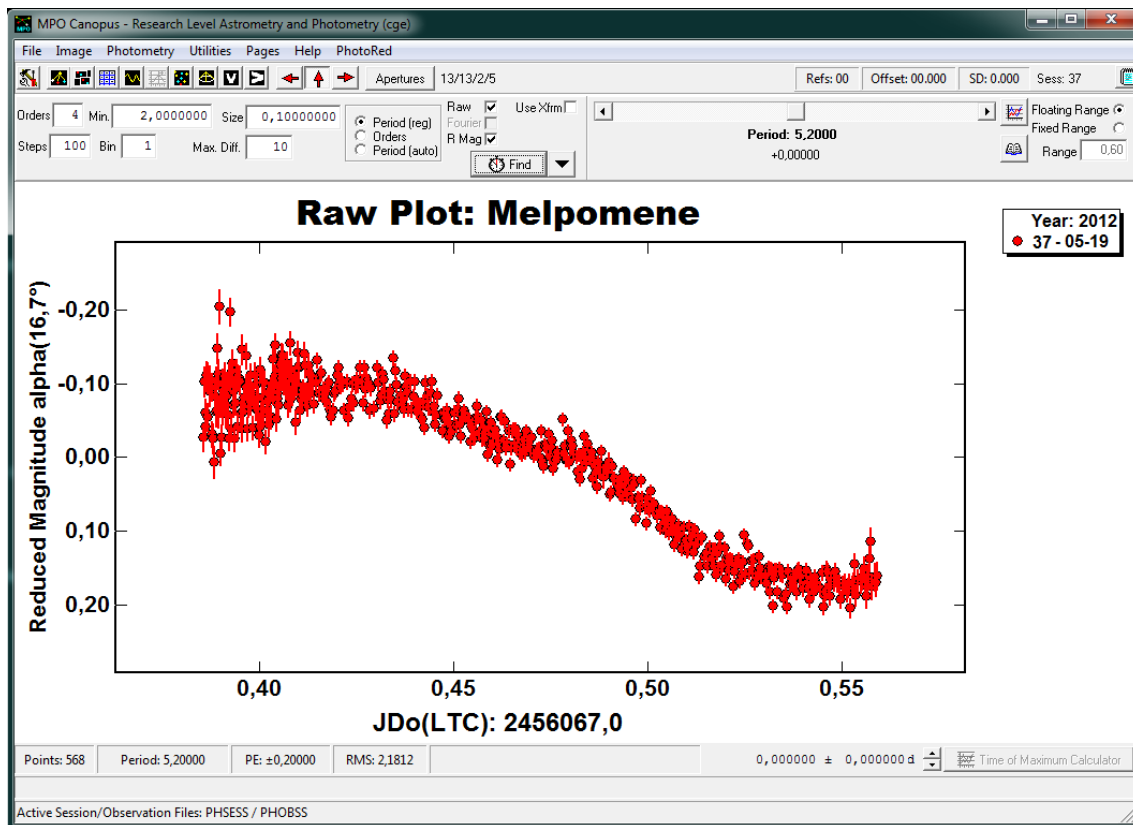 MPO Canopus - Research Level Astrometry and Photometry (cge)
File Image Photometry Utilities Pages Help PhotoRed
Apertures 13/13/2/5 Refs: 00 Offset: 00.000 SD: 0.000 Sess: 37
Orders 4 Min. 2,0000000 Size 0,10000000
Steps 100 Bin 1 Max. Diff. 10
Period (reg)
Orders
Period (auto)
Raw Use Xfrm
Fourier
R Mag
Find
Period: 5,2000
+0,00000
Floating Range
Fixed Range
Range 0,60
Raw Plot: Melpomene
Year: 2012
37 - 05-19
Reduced Magnitude alpha(16,7°)
-0,20
-0,10
0,00
0,10
0,20
0,40 0,45 0,50 0,55
JDo(LTC): 2456067,0
Points: 568 Period: 5,20000 PE: ±0,20000 RMS: 2,1812 0,000000 ± 0,000000 d Time of Maximum Calculator
Active Session/Observation Files: PHSESS / PHOBSS